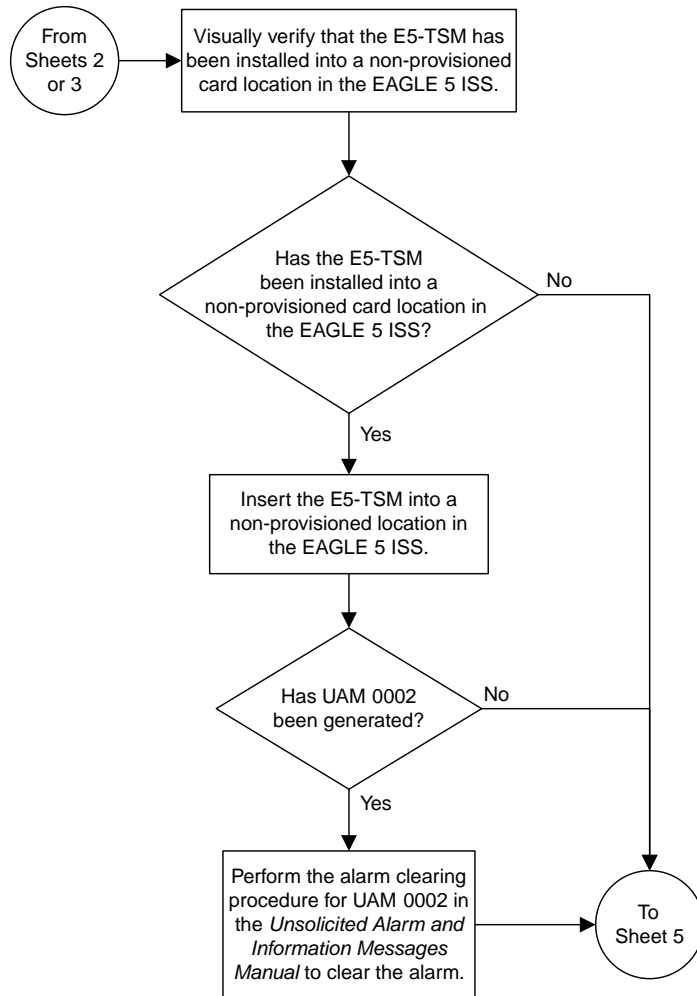 From
Sheets 2
or 3
Visually verify that the E5-TSM has
been installed into a non-provisioned
card location in the EAGLE 5 ISS.
Has the E5-TSM
been installed into a
non-provisioned card location in
the EAGLE 5 ISS?
No
Yes
Insert the E5-TSM into a
non-provisioned location in
the EAGLE 5 ISS.
Has UAM 0002
been generated?
No
Yes
Perform the alarm clearing
procedure for UAM 0002 in
the Unsolicited Alarm and
Information Messages
Manual to clear the alarm.
To
Sheet 5